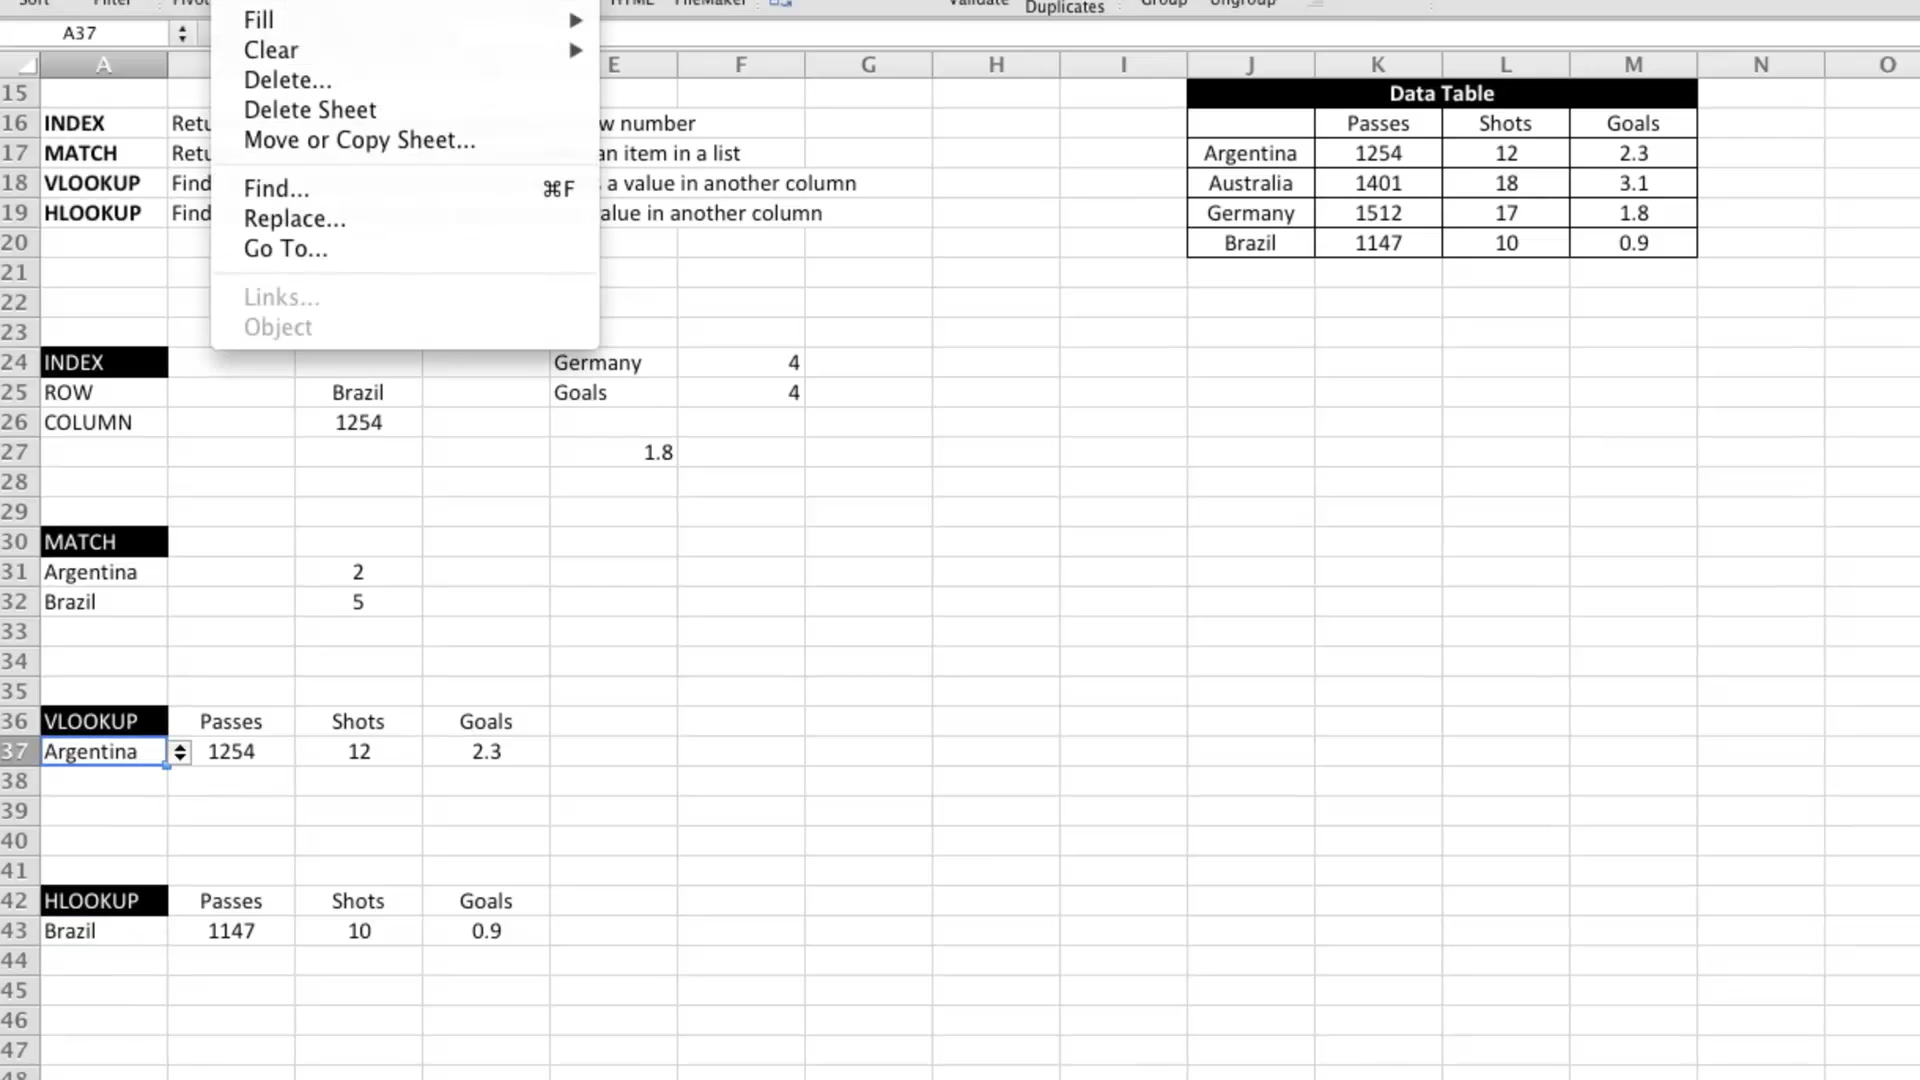 Sort Filter HTML FileMaker Validate Duplicates Group Ungroup
A37
Fill
Clear
Delete...
Delete Sheet
Move or Copy Sheet...
Find... ⌘F
Replace...
Go To...
Links...
Object
A E F G H I J K L M N O
15 Data Table
16 INDEX Retu w number Passes Shots Goals
17 MATCH Retu an item in a list Argentina 1254 12 2.3
18 VLOOKUP Find s a value in another column Australia 1401 18 3.1
19 HLOOKUP Find alue in another column Germany 1512 17 1.8
20 Brazil 1147 10 0.9
21
22
23
24 INDEX Germany 4
25 ROW Brazil Goals 4
26 COLUMN 1254
27 1.8
28
29
30 MATCH
31 Argentina 2
32 Brazil 5
33
34
35
36 VLOOKUP Passes Shots Goals
37 Argentina 1254 12 2.3
38
39
40
41
42 HLOOKUP Passes Shots Goals
43 Brazil 1147 10 0.9
44
45
46
47
48